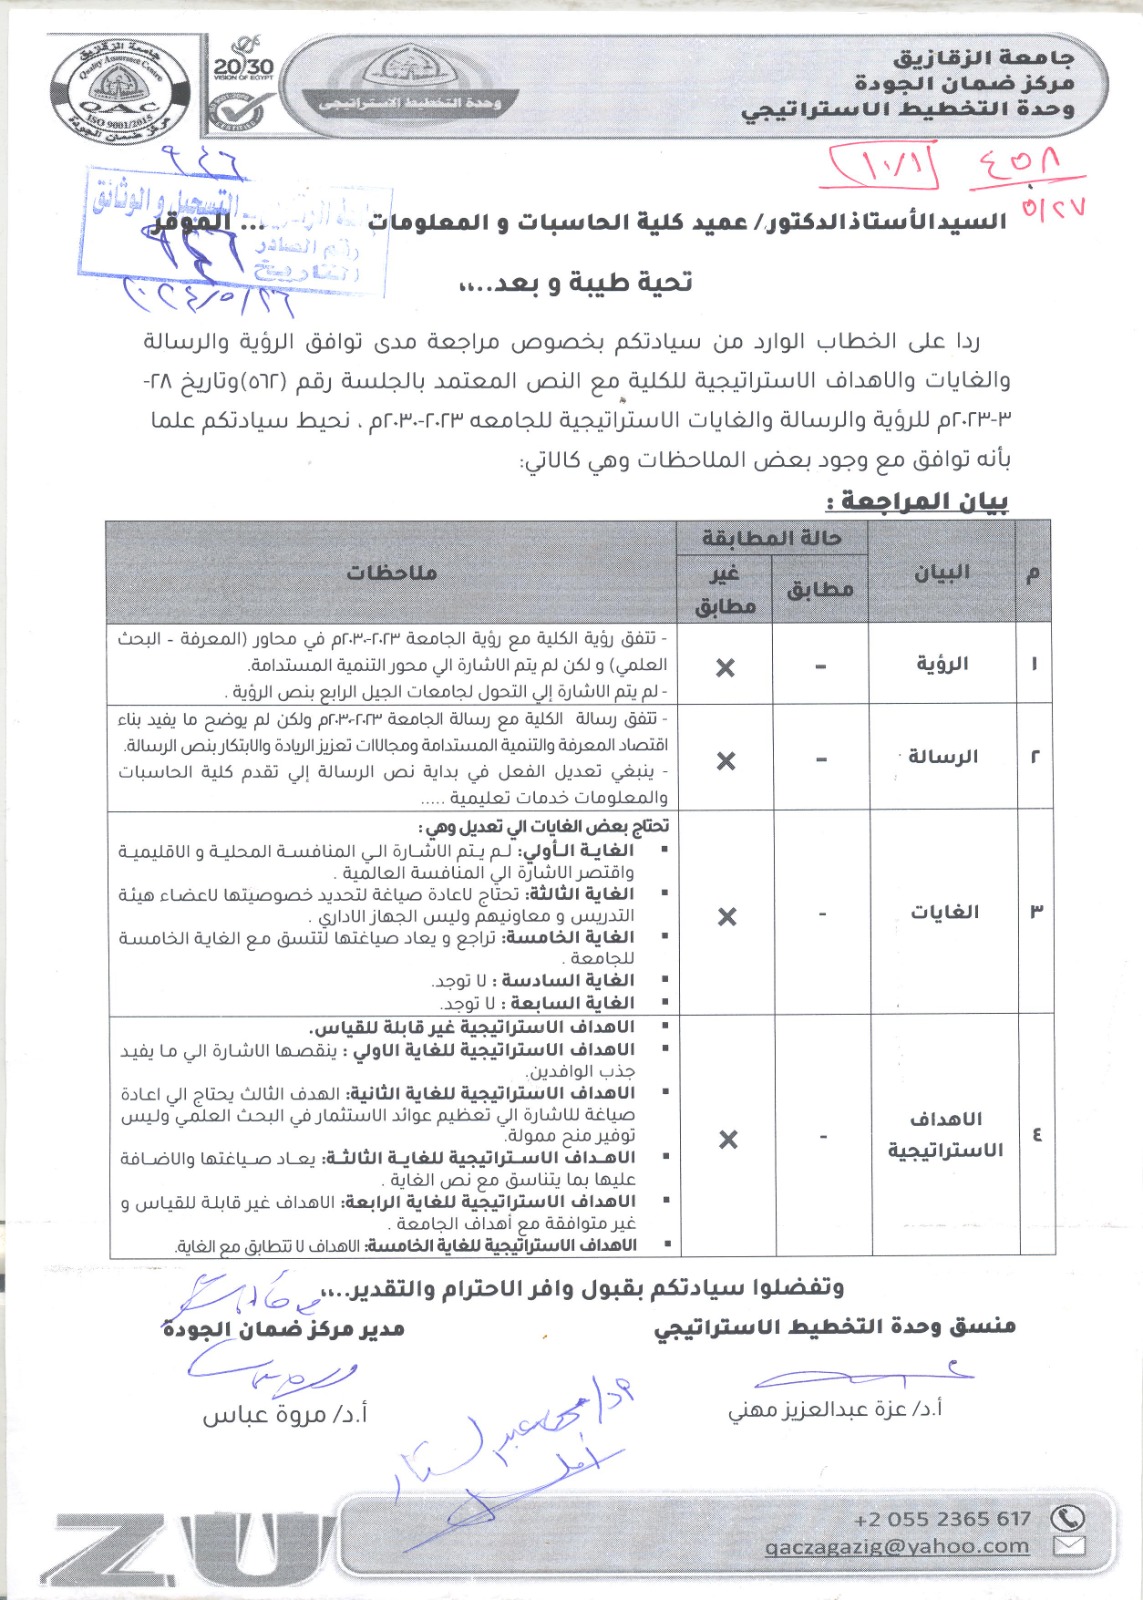 جامعة الزقازيق
مركز ضمان الجودة
وحدة التخطيط الاستراتيجي
وحدة التخطيط الاستراتيجي
20 30
VISION OF EGYPT
جامعة الزقازيق
Quality Assurance Centre
QAC
ISO 9001/2015
مركز ضمان الجودة
٩٤٦
٤٥٨
١٠/١
٥/٢٧
التسجيل و الوثائق
رقم الصادر ٩٤٦
التاريخ
٢٠٢٤/٥/٢٦
السيد الأستاذ الدكتور/ عميد كلية الحاسبات و المعلومات ... الموقر
تحية طيبة و بعد..،،
ردا على الخطاب الوارد من سيادتكم بخصوص مراجعة مدى توافق الرؤية والرسالة
والغايات والاهداف الاستراتيجية للكلية مع النص المعتمد بالجلسة رقم (٥٦٢)وتاريخ ٢٨-
٣-٢٠٢٣م للرؤية والرسالة والغايات الاستراتيجية للجامعه ٢٠٢٣-٢٠٣٠م ، نحيط سيادتكم علما
بأنه توافق مع وجود بعض الملاحظات وهي كالاتي:
بيان المراجعة :
م البيان حالة المطابقة ملاحظات
مطابق غير مطابق
١ الرؤية - × - تتفق رؤية الكلية مع رؤية الجامعة ٢٠٢٣-٢٠٣٠م في محاور (المعرفة - البحث
العلمي) و لكن لم يتم الاشارة الي محور التنمية المستدامة.
- لم يتم الاشارة إلي التحول لجامعات الجيل الرابع بنص الرؤية .
٢ الرسالة - × - تتفق رسالة الكلية مع رسالة الجامعة ٢٠٢٣-٢٠٣٠م ولكن لم يوضح ما يفيد بناء
اقتصاد المعرفة والتنمية المستدامة ومجالات تعزيز الريادة والابتكار بنص الرسالة.
- ينبغي تعديل الفعل في بداية نص الرسالة إلي تقدم كلية الحاسبات
والمعلومات خدمات تعليمية .....
٣ الغايات - × تحتاج بعض الغايات الي تعديل وهي :
▪ الغاية الأولي: لم يتم الاشارة الي المنافسة المحلية و الاقليمية
واقتصر الاشارة الي المنافسة العالمية .
▪ الغاية الثالثة: تحتاج لاعادة صياغة لتحديد خصوصيتها لاعضاء هيئة
التدريس و معاونيهم وليس الجهاز الاداري .
▪ الغاية الخامسة: تراجع و يعاد صياغتها لتتسق مع الغاية الخامسة
للجامعة .
▪ الغاية السادسة : لا توجد.
▪ الغاية السابعة : لا توجد.
٤ الاهداف الاستراتيجية - × ▪ الاهداف الاستراتيجية غير قابلة للقياس.
▪ الاهداف الاستراتيجية للغاية الاولي : ينقصها الاشارة الي ما يفيد
جذب الوافدين.
▪ الاهداف الاستراتيجية للغاية الثانية: الهدف الثالث يحتاج الي اعادة
صياغة للاشارة الي تعظيم عوائد الاستثمار في البحث العلمي وليس
توفير منح ممولة.
▪ الاهداف الاستراتيجية للغاية الثالثة: يعاد صياغتها والاضافة
عليها بما يتناسق مع نص الغاية .
▪ الاهداف الاستراتيجية للغاية الرابعة: الاهداف غير قابلة للقياس و
غير متوافقة مع أهداف الجامعة .
▪ الاهداف الاستراتيجية للغاية الخامسة: الاهداف لا تتطابق مع الغاية.
وتفضلوا سيادتكم بقبول وافر الاحترام والتقدير..،،
منسق وحدة التخطيط الاستراتيجي مدير مركز ضمان الجودة
أ.د/ عزة عبدالعزيز مهني أ.د/ مروة عباس
ZU
+2 055 2365 617
qaczagazig@yahoo.com